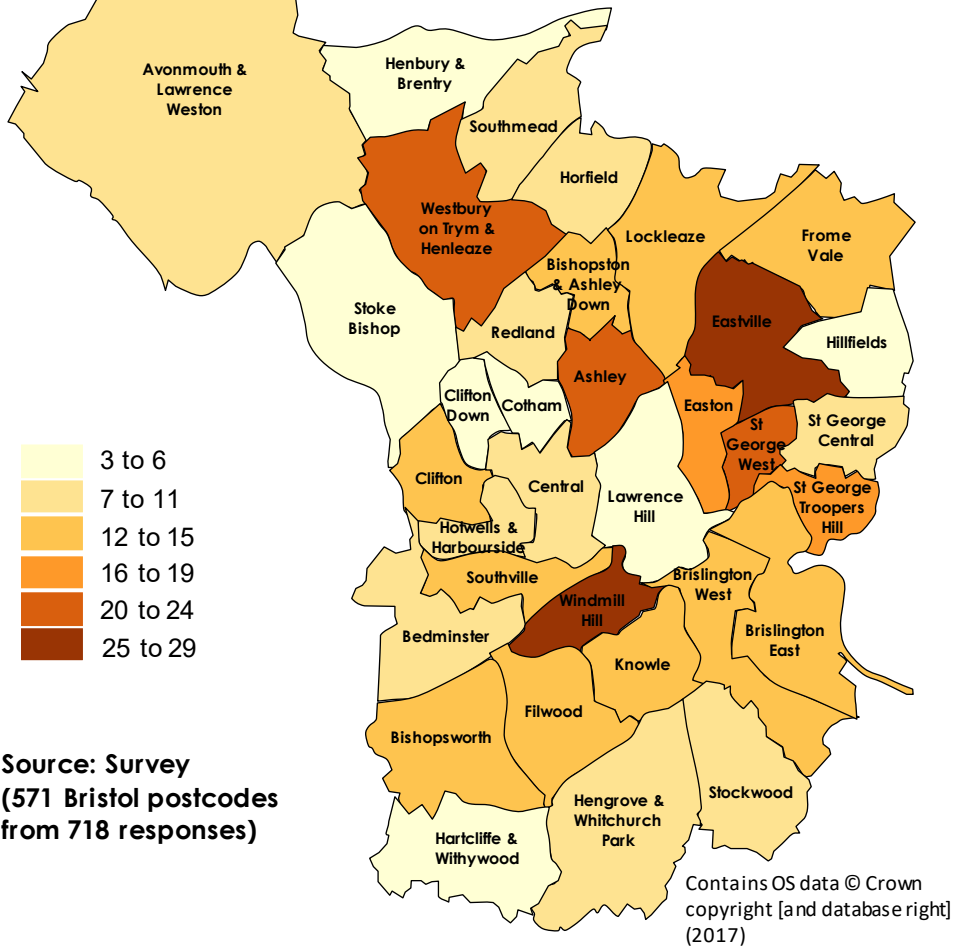 Avonmouth &
Lawrence
Weston
Henbury &
Brentry
Southmead
Horfield
Westbury
on Trym &
Henleaze
Lockleaze
Frome
Vale
Bishopston
& Ashley
Down
Stoke
Bishop
Redland
Eastville
Hillfields
Ashley
Clifton
Down
Cotham
Easton
St
George
West
St George
Central
Clifton
Central
Lawrence
Hill
St George
Troopers
Hill
Hotwells &
Harbourside
Southville
Windmill
Hill
Brislington
West
Bedminster
Brislington
East
Knowle
Filwood
Bishopsworth
Stockwood
Hengrove &
Whitchurch
Park
Hartcliffe &
Withywood
3 to 6
7 to 11
12 to 15
16 to 19
20 to 24
25 to 29
Source: Survey
(571 Bristol postcodes
from 718 responses)
Contains OS data © Crown
copyright [and database right]
(2017)